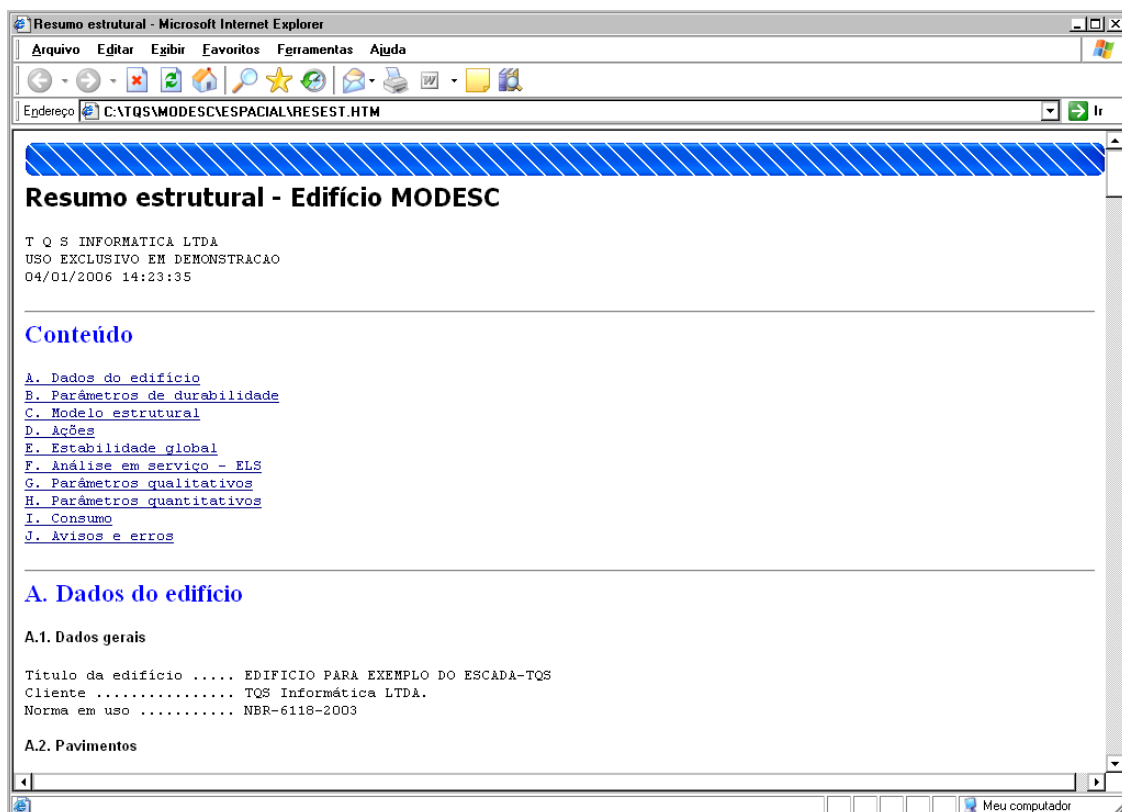 Resumo estrutural - Microsoft Internet Explorer
Arquivo Editar Exibir Favoritos Ferramentas Ajuda
Endereço C:\TQS\MODESC\ESPACIAL\RESEST.HTM Ir
Resumo estrutural - Edifício MODESC
T Q S INFORMATICA LTDA
USO EXCLUSIVO EM DEMONSTRACAO
04/01/2006 14:23:35
Conteúdo
A. Dados do edifício
B. Parâmetros de durabilidade
C. Modelo estrutural
D. Ações
E. Estabilidade global
F. Análise em serviço - ELS
G. Parâmetros qualitativos
H. Parâmetros quantitativos
I. Consumo
J. Avisos e erros
A. Dados do edifício
A.1. Dados gerais
Título da edifício ..... EDIFICIO PARA EXEMPLO DO ESCADA-TQS
Cliente ................ TQS Informática LTDA.
Norma em uso ........... NBR-6118-2003
A.2. Pavimentos
Meu computador